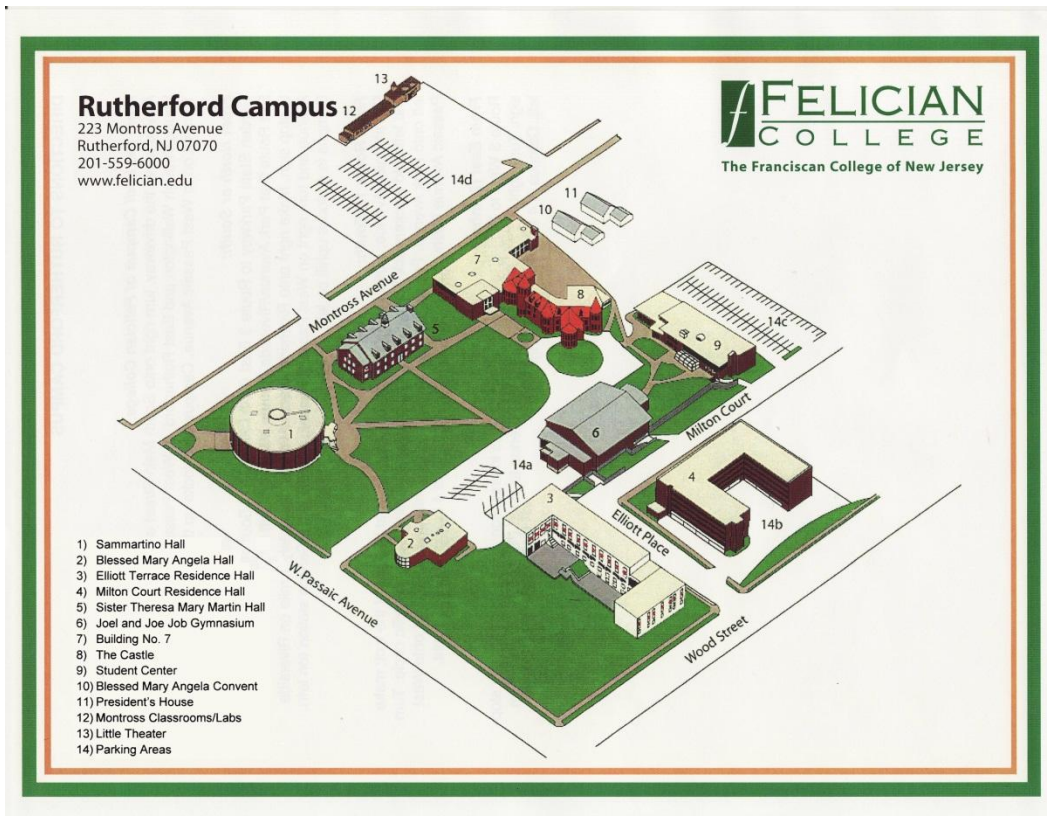 Rutherford Campus
223 Montross Avenue
Rutherford, NJ 07070
201-559-6000
www.felician.edu
f FELICIAN
COLLEGE
The Franciscan College of New Jersey
13
12
14d
11
10
Montross Avenue
7
8
5
14c
9
1
6
Milton Court
14a
3
4
14b
Elliott Place
2
W. Passaic Avenue
Wood Street
1) Sammartino Hall
2) Blessed Mary Angela Hall
3) Elliott Terrace Residence Hall
4) Milton Court Residence Hall
5) Sister Theresa Mary Martin Hall
6) Joel and Joe Job Gymnasium
7) Building No. 7
8) The Castle
9) Student Center
10) Blessed Mary Angela Convent
11) President's House
12) Montross Classrooms/Labs
13) Little Theater
14) Parking Areas